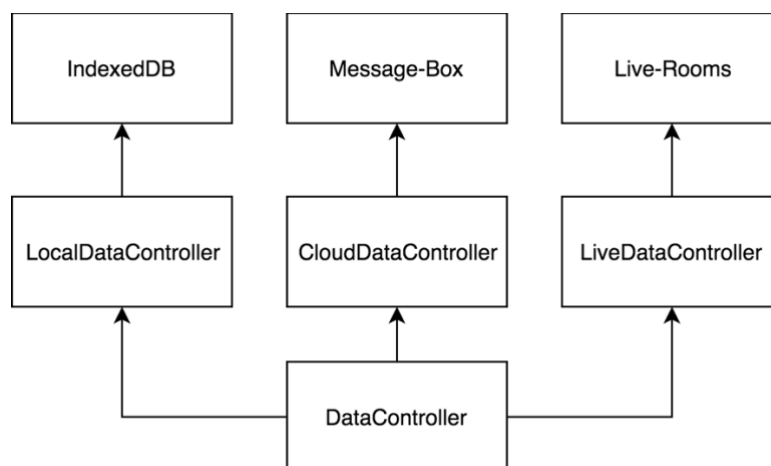 IndexedDB
Message-Box
Live-Rooms
LocalDataController
CloudDataController
LiveDataController
DataController